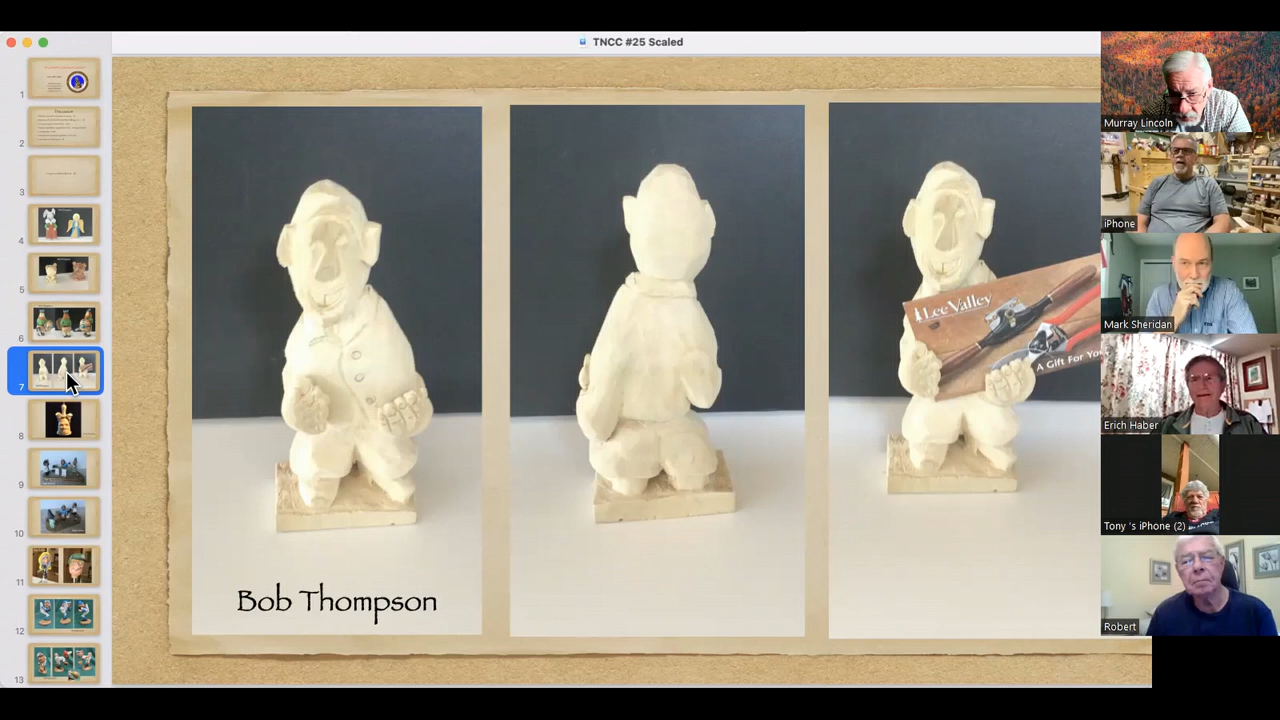 TNCC #25 Scaled
1
2
3
4
5
6
7
8
9
10
11
12
13
Lee Valley
A Gift For You
Bob Thompson
Murray Lincoln
iPhone
Mark Sheridan
Erich Haber
Tony 's iPhone (2)
Robert